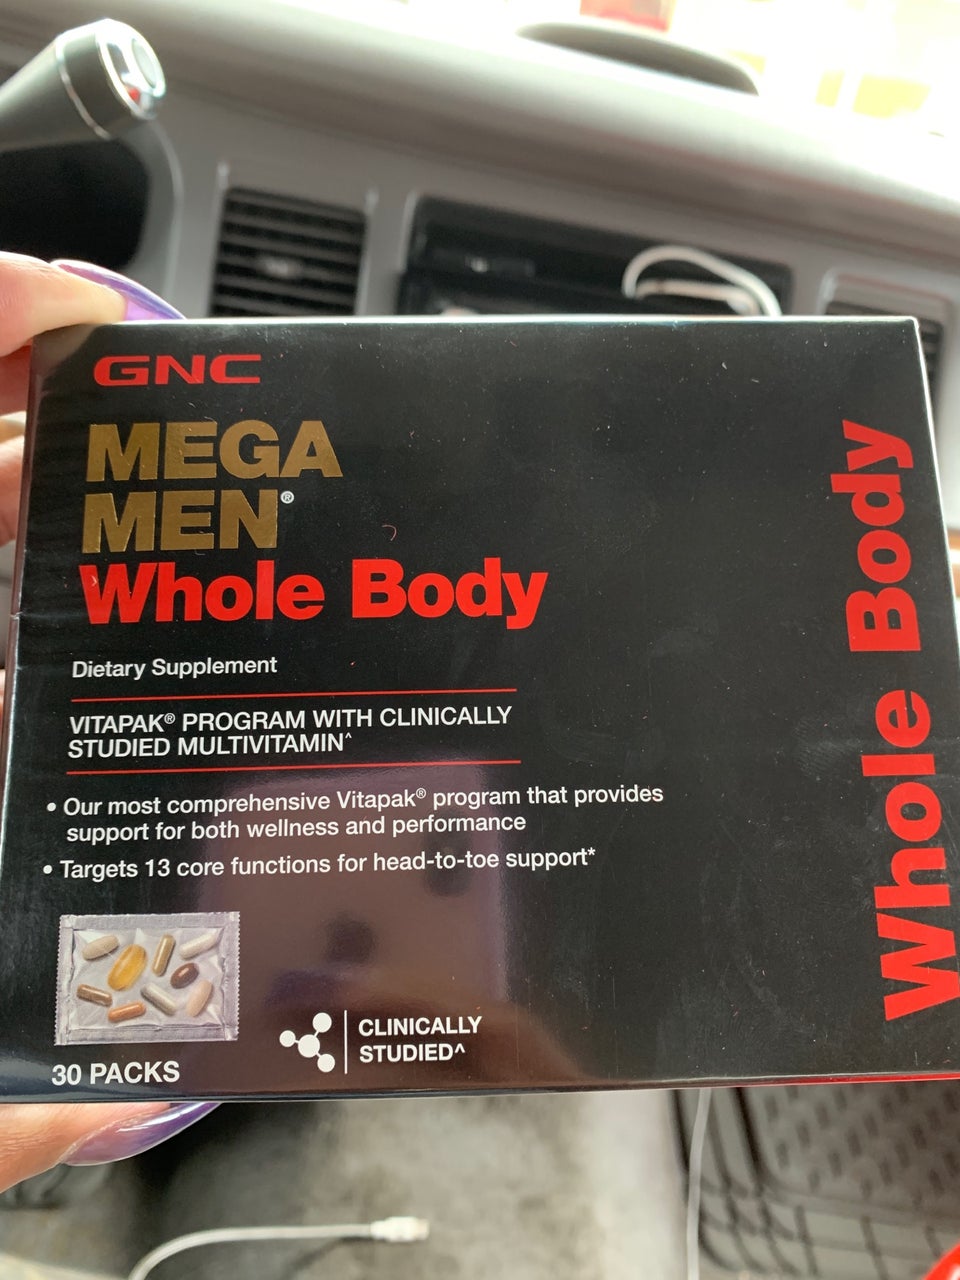 GNC
MEGA
MEN®
Whole Body
Dietary Supplement
VITAPAK® PROGRAM WITH CLINICALLY
STUDIED MULTIVITAMIN^
• Our most comprehensive Vitapak® program that provides
support for both wellness and performance
• Targets 13 core functions for head-to-toe support*
30 PACKS
CLINICALLY
STUDIED^
Whole Body